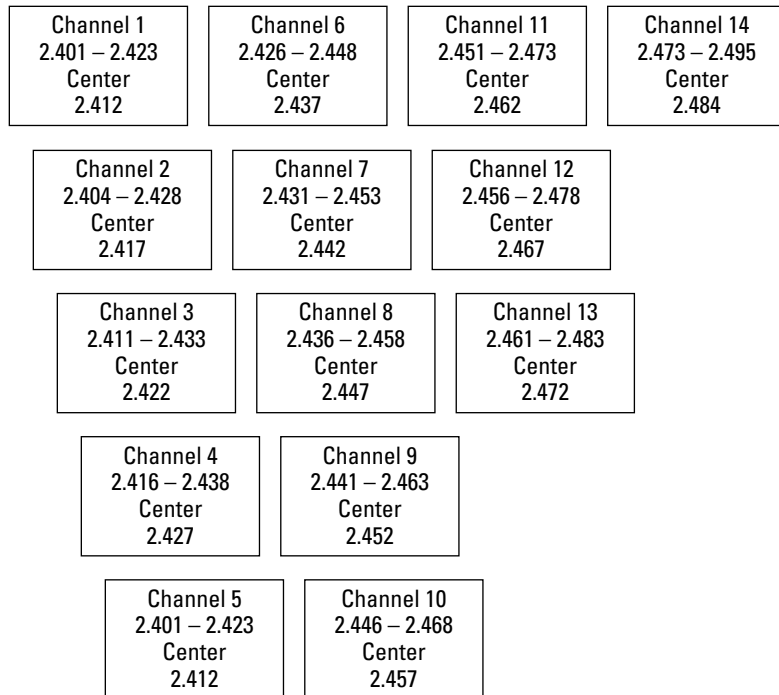 Channel 1
2.401 – 2.423
Center
2.412
Channel 6
2.426 – 2.448
Center
2.437
Channel 11
2.451 – 2.473
Center
2.462
Channel 14
2.473 – 2.495
Center
2.484
Channel 2
2.404 – 2.428
Center
2.417
Channel 7
2.431 – 2.453
Center
2.442
Channel 12
2.456 – 2.478
Center
2.467
Channel 3
2.411 – 2.433
Center
2.422
Channel 8
2.436 – 2.458
Center
2.447
Channel 13
2.461 – 2.483
Center
2.472
Channel 4
2.416 – 2.438
Center
2.427
Channel 9
2.441 – 2.463
Center
2.452
Channel 5
2.401 – 2.423
Center
2.412
Channel 10
2.446 – 2.468
Center
2.457